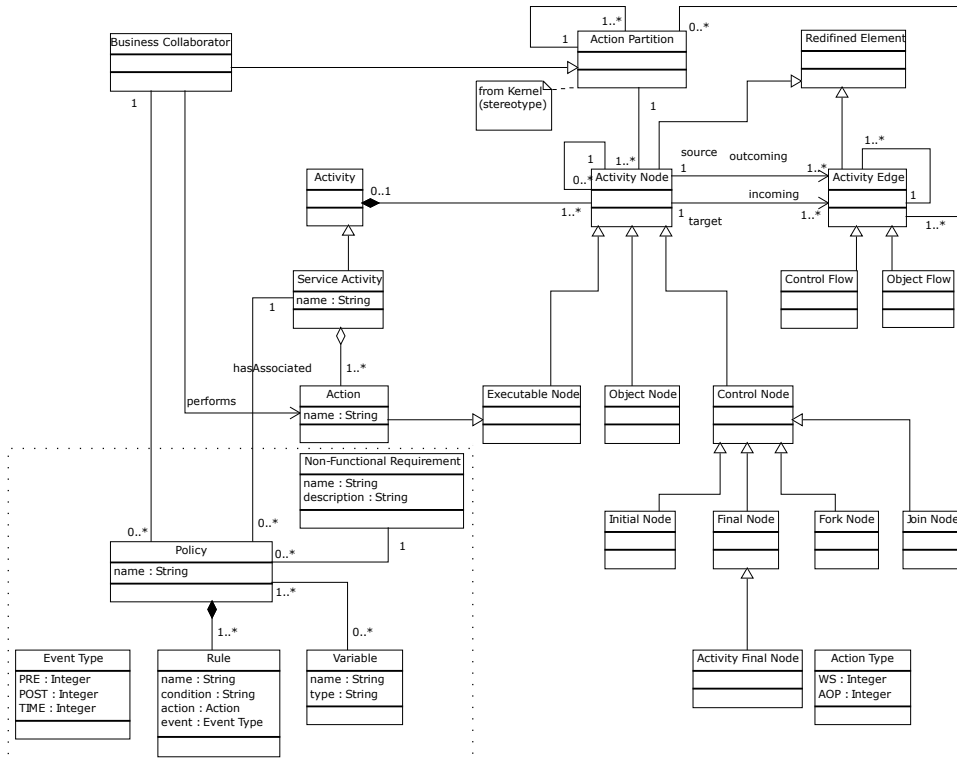 1..*
0..*
Business Collaborator
Action Partition
Redifined Element
1
from Kernel
(stereotype)
1
1
1..*
1
source
outcoming
1..*
Activity
0..1
1
1..*
0..*
Activity Node
1
1..*
Activity Edge
incoming
1
1..*
1
target
1..*
1..*
Service Activity
name : String
1
Control Flow
Object Flow
hasAssociated
1..*
performs
Action
name : String
Executable Node
Object Node
Control Node
Non-Functional Requirement
name : String
description : String
Initial Node
Final Node
Fork Node
Join Node
0..*
0..*
1
Policy
0..*
name : String
1..*
1..*
0..*
Event Type
PRE : Integer
POST : Integer
TIME : Integer
Rule
name : String
condition : String
action : Action
event : Event Type
Variable
name : String
type : String
Activity Final Node
Action Type
WS : Integer
AOP : Integer